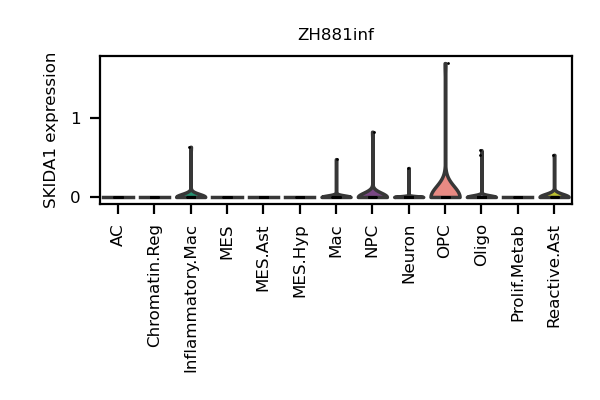 ZH881inf
SKIDA1 expression
1
0
AC
Chromatin.Reg
Inflammatory.Mac
MES
MES.Ast
MES.Hyp
Mac
NPC
Neuron
OPC
Oligo
Prolif.Metab
Reactive.Ast